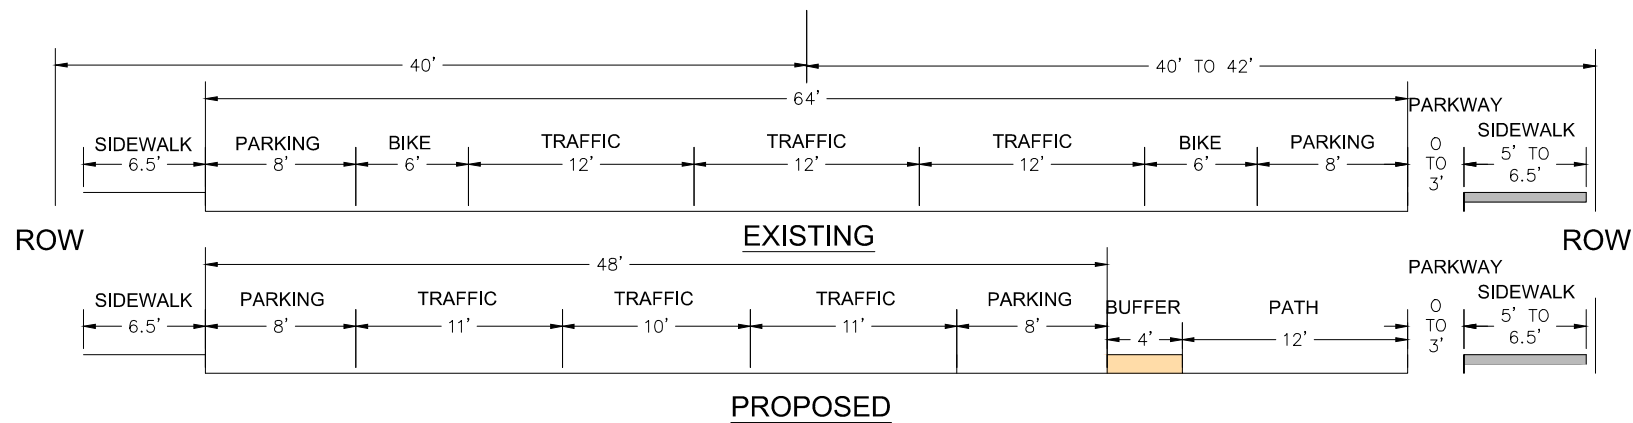 40' 40' TO 42'
64'
PARKWAY
SIDEWALK PARKING BIKE TRAFFIC TRAFFIC TRAFFIC BIKE PARKING 0 SIDEWALK
6.5' 8' 6' 12' 12' 12' 6' 8' TO 5' TO
3' 6.5'
ROW EXISTING ROW
48'
PARKWAY
SIDEWALK PARKING TRAFFIC TRAFFIC TRAFFIC PARKING BUFFER PATH 0 SIDEWALK
6.5' 8' 11' 10' 11' 8' 4' 12' TO 5' TO
3' 6.5'
PROPOSED